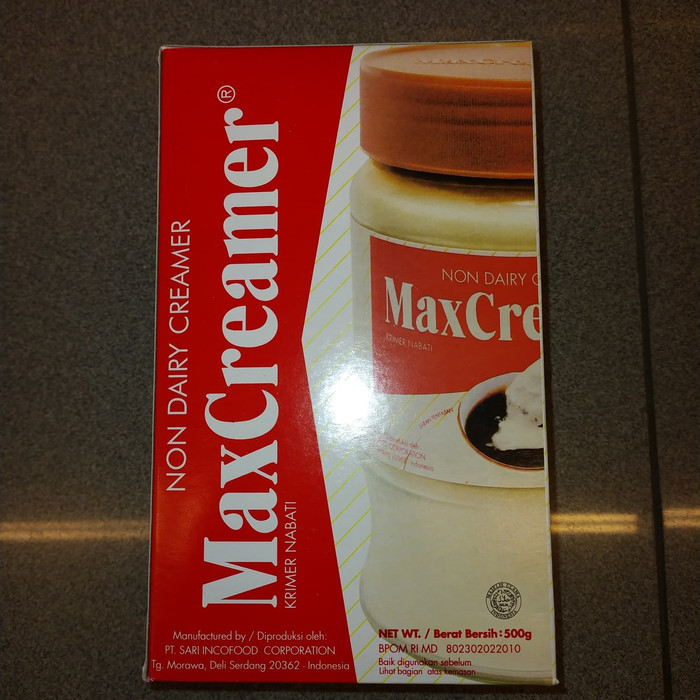 NON DAIRY CREAMER
MaxCreamer®
KRIMER NABATI
NON DAIRY C
MaxCre
KRIMER NABATI
Manufactured by / Diproduksi oleh:
PT. SARI INCOFOOD CORPORATION
Tg. Morawa, Deli Serdang 20362 - Indonesia
NET WT. / Berat Bersih : 500g
BPOM RI MD 802302022010
Baik digunakan sebelum
Lihat bagian atas kemasan